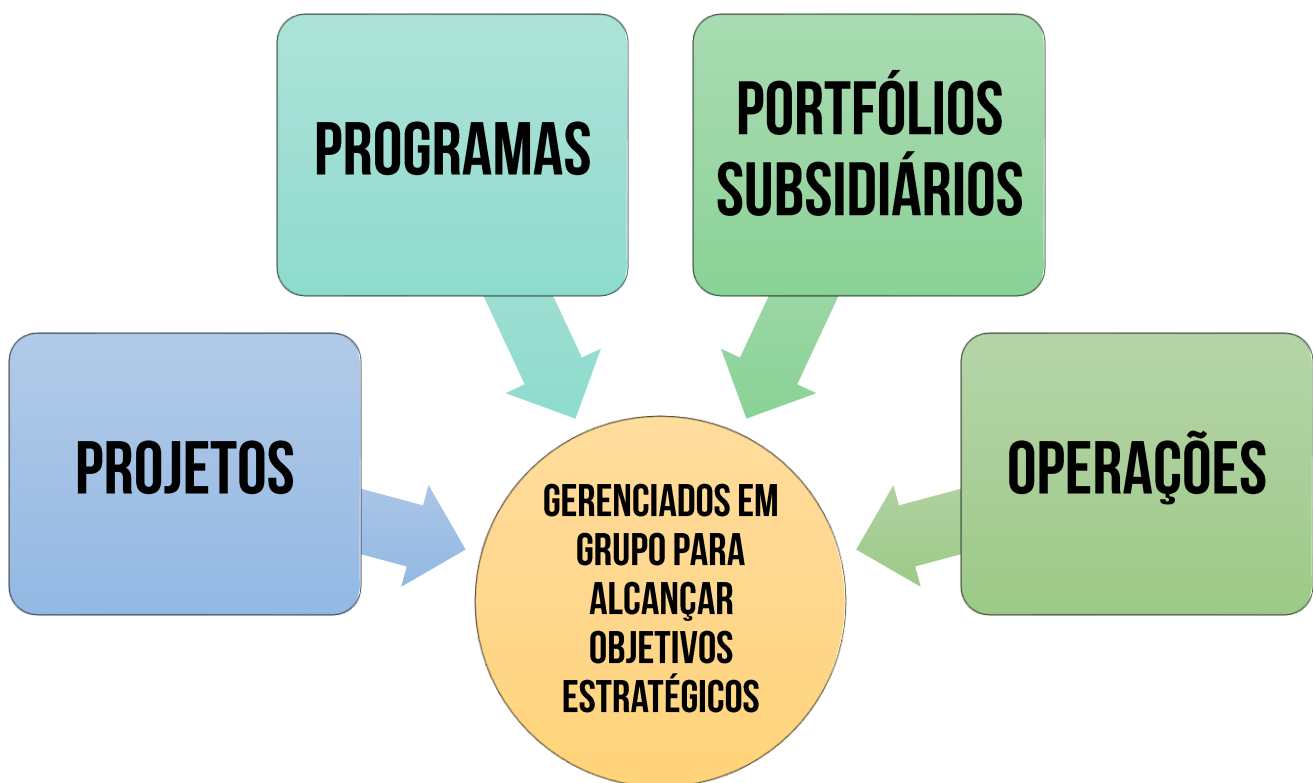 PROGRAMAS
PORTFÓLIOS
SUBSIDIÁRIOS
PROJETOS
OPERAÇÕES
GERENCIADOS EM
GRUPO PARA
ALCANÇAR
OBJETIVOS
ESTRATÉGICOS